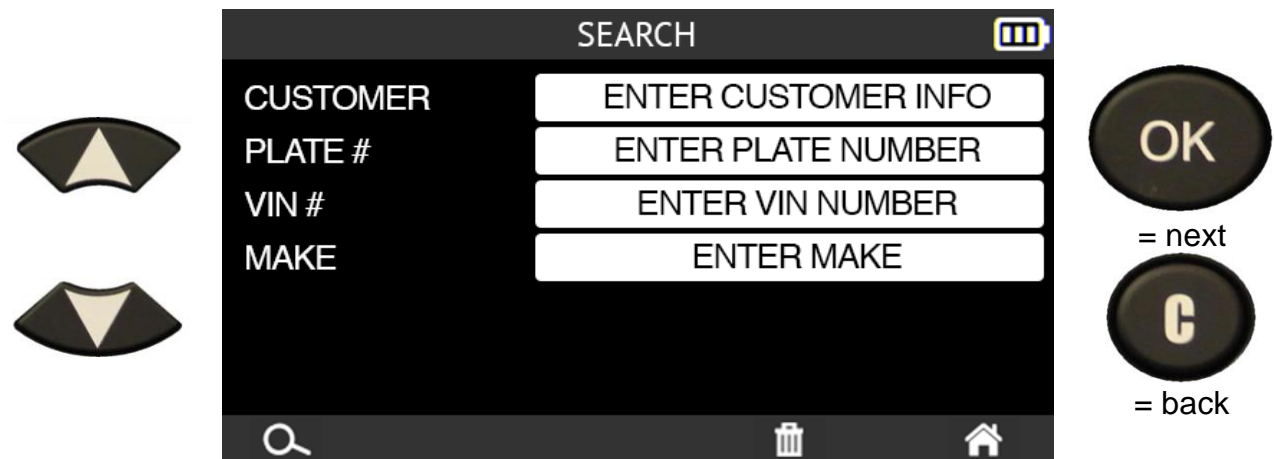 SEARCH
CUSTOMER ENTER CUSTOMER INFO
PLATE # ENTER PLATE NUMBER
VIN # ENTER VIN NUMBER
MAKE ENTER MAKE
OK
= next
C
= back